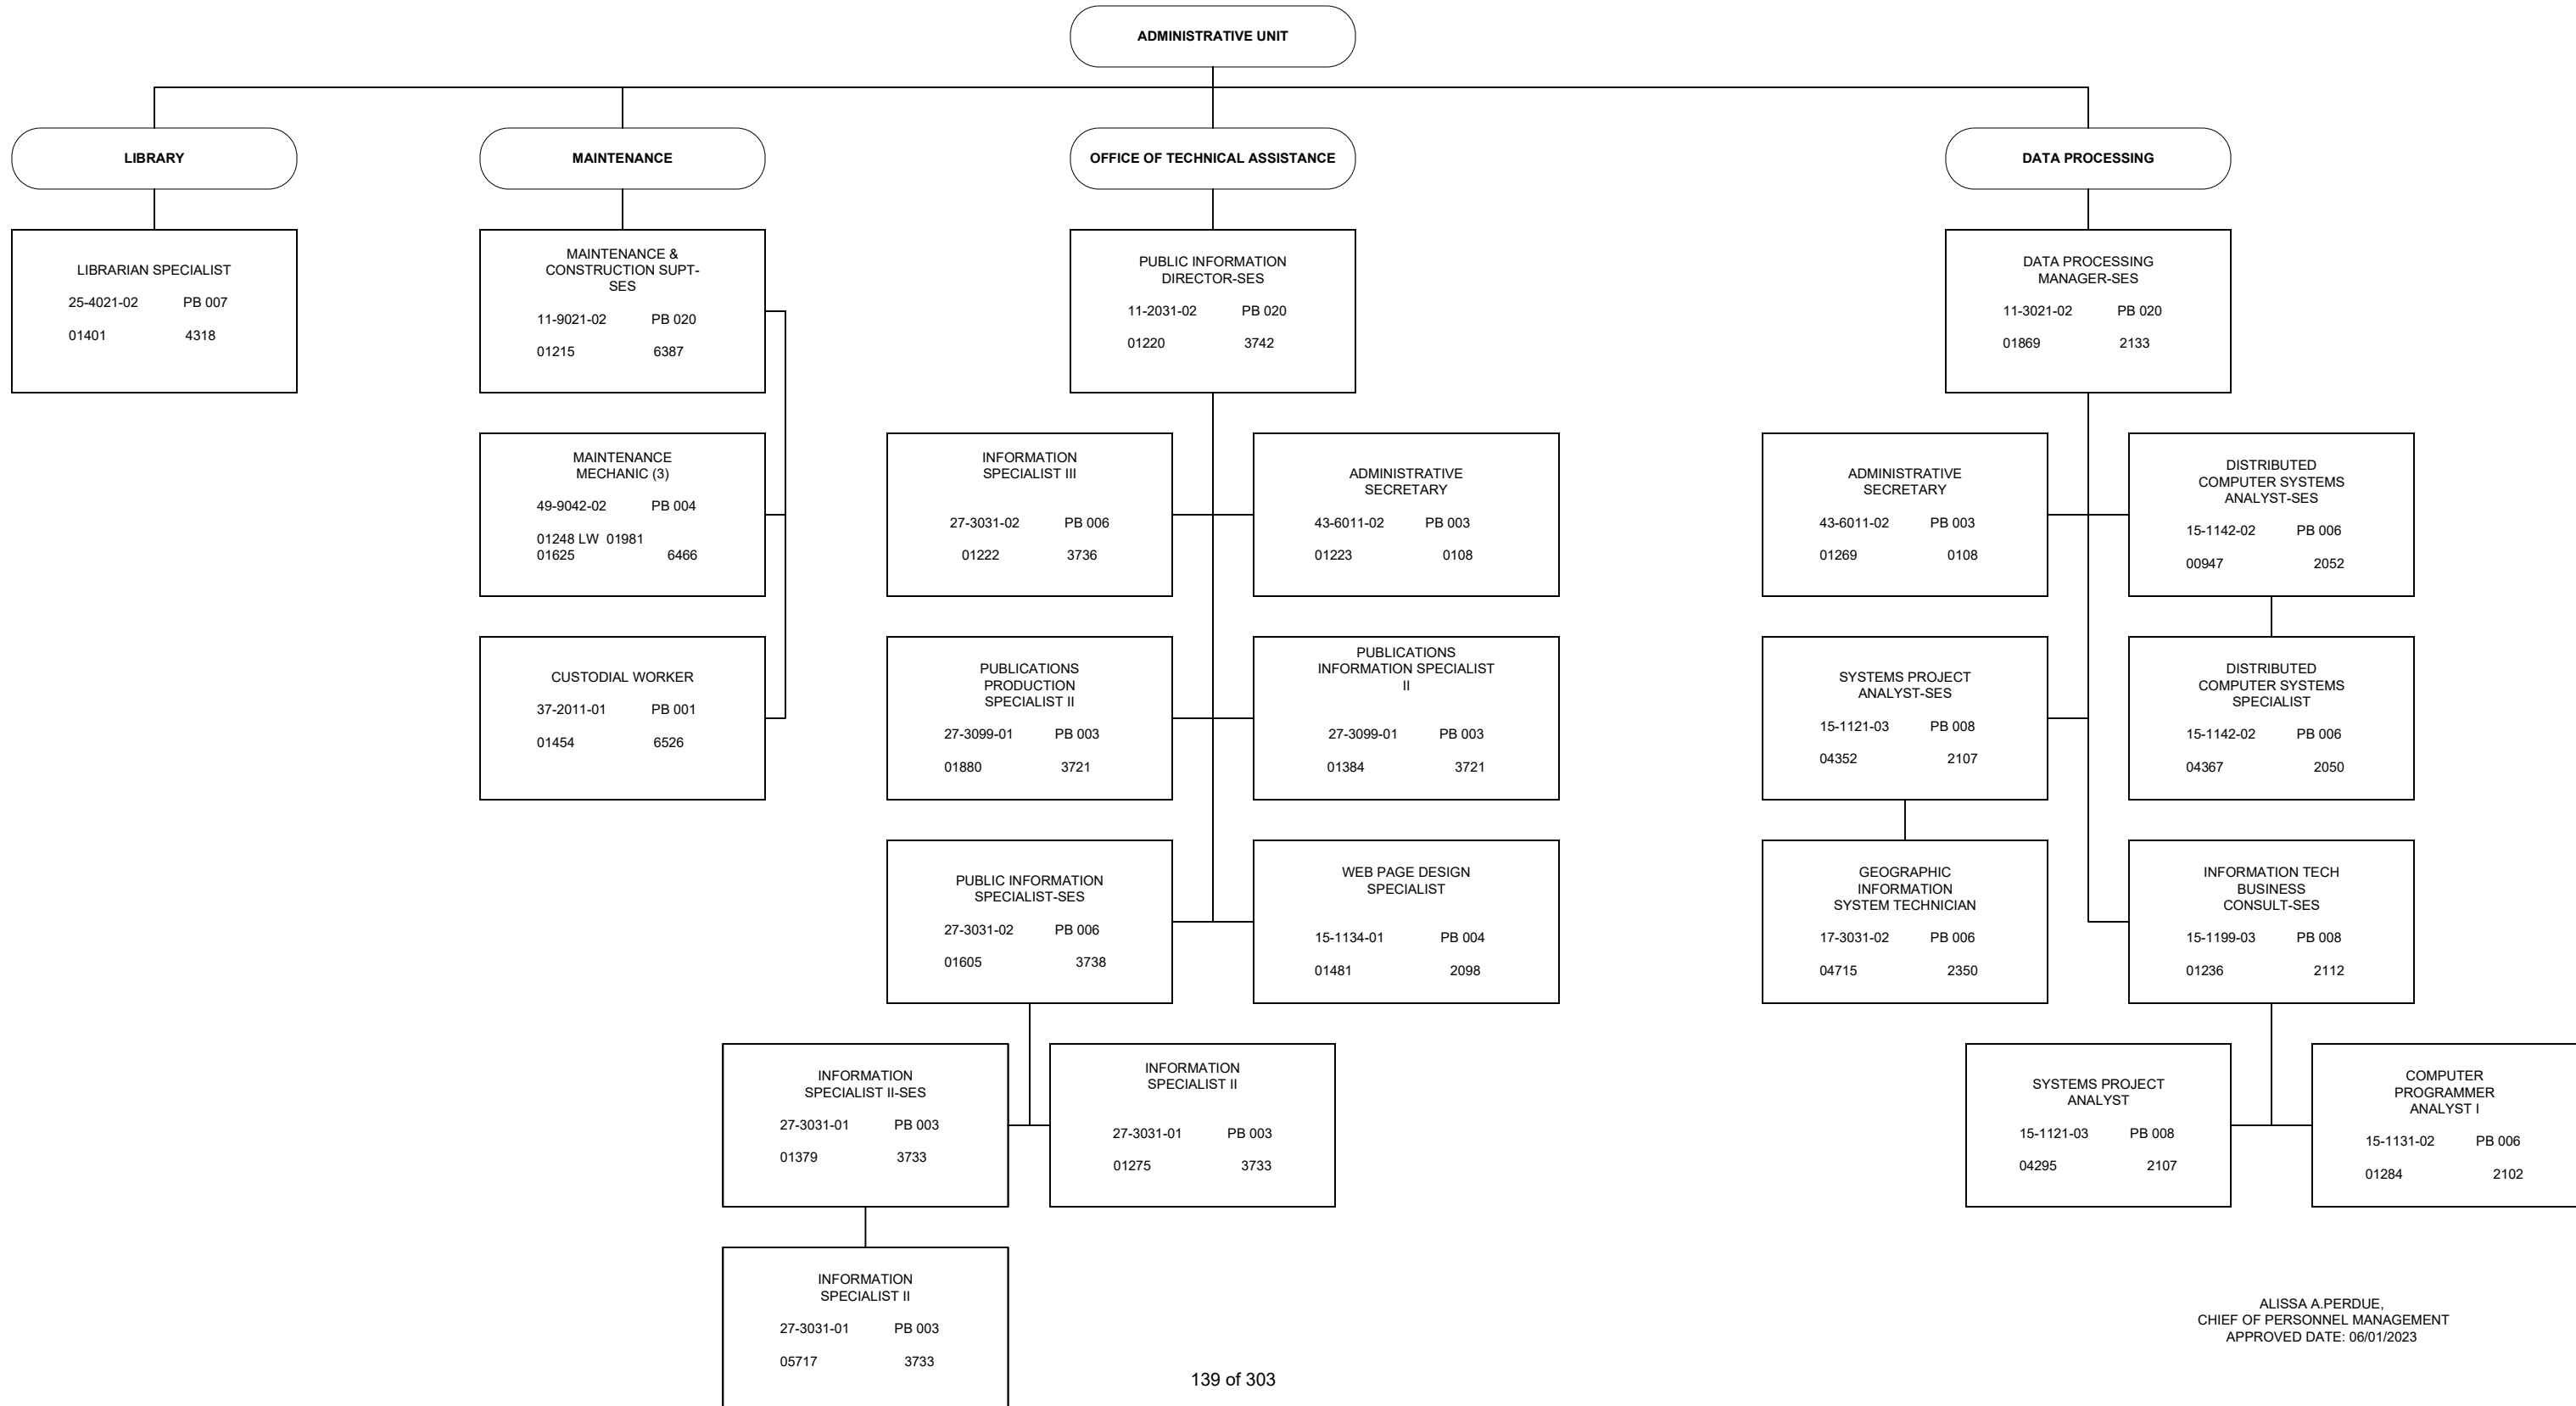 ADMINISTRATIVE UNIT
LIBRARY
MAINTENANCE
OFFICE OF TECHNICAL ASSISTANCE
DATA PROCESSING
LIBRARIAN SPECIALIST
25-4021-02 PB 007
01401 4318
MAINTENANCE &
CONSTRUCTION SUPT-
SES
11-9021-02 PB 020
01215 6387
PUBLIC INFORMATION
DIRECTOR-SES
11-2031-02 PB 020
01220 3742
DATA PROCESSING
MANAGER-SES
11-3021-02 PB 020
01869 2133
MAINTENANCE
MECHANIC (3)
49-9042-02 PB 004
01248 LW 01981
01625 6466
INFORMATION
SPECIALIST III
27-3031-02 PB 006
01222 3736
ADMINISTRATIVE
SECRETARY
43-6011-02 PB 003
01223 0108
ADMINISTRATIVE
SECRETARY
43-6011-02 PB 003
01269 0108
DISTRIBUTED
COMPUTER SYSTEMS
ANALYST-SES
15-1142-02 PB 006
00947 2052
CUSTODIAL WORKER
37-2011-01 PB 001
01454 6526
PUBLICATIONS
PRODUCTION
SPECIALIST II
27-3099-01 PB 003
01880 3721
PUBLICATIONS
INFORMATION SPECIALIST
II
27-3099-01 PB 003
01384 3721
SYSTEMS PROJECT
ANALYST-SES
15-1121-03 PB 008
04352 2107
DISTRIBUTED
COMPUTER SYSTEMS
SPECIALIST
15-1142-02 PB 006
04367 2050
PUBLIC INFORMATION
SPECIALIST-SES
27-3031-02 PB 006
01605 3738
WEB PAGE DESIGN
SPECIALIST
15-1134-01 PB 004
01481 2098
GEOGRAPHIC
INFORMATION
SYSTEM TECHNICIAN
17-3031-02 PB 006
04715 2350
INFORMATION TECH
BUSINESS
CONSULT-SES
15-1199-03 PB 008
01236 2112
INFORMATION
SPECIALIST II-SES
27-3031-01 PB 003
01379 3733
INFORMATION
SPECIALIST II
27-3031-01 PB 003
01275 3733
SYSTEMS PROJECT
ANALYST
15-1121-03 PB 008
04295 2107
COMPUTER
PROGRAMMER
ANALYST I
15-1131-02 PB 006
01284 2102
INFORMATION
SPECIALIST II
27-3031-01 PB 003
05717 3733
ALISSA A.PERDUE,
CHIEF OF PERSONNEL MANAGEMENT
APPROVED DATE: 06/01/2023
139 of 303